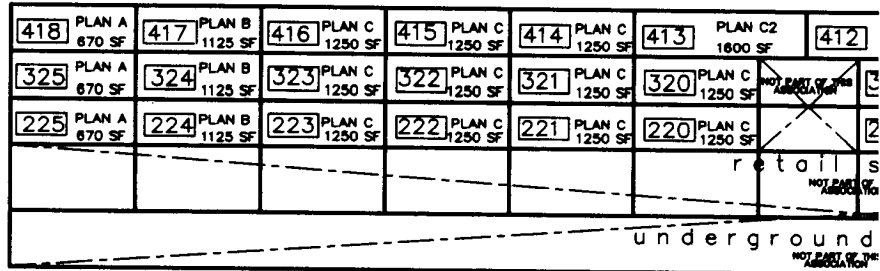 418 PLAN A 670 SF
417 PLAN B 1125 SF
416 PLAN C 1250 SF
415 PLAN C 1250 SF
414 PLAN C 1250 SF
413 PLAN C2 1600 SF
412
325 PLAN A 670 SF
324 PLAN B 1125 SF
323 PLAN C 1250 SF
322 PLAN C 1250 SF
321 PLAN C 1250 SF
320 PLAN C 1250 SF
NOT PART OF THIS
ASSOCIATION
3
225 PLAN A 670 SF
224 PLAN B 1125 SF
223 PLAN C 1250 SF
222 PLAN C 1250 SF
221 PLAN C 1250 SF
220 PLAN C 1250 SF
2
retail s
NOT PART OF
ASSOCIATION
underground
NOT PART OF THIS
ASSOCIATION